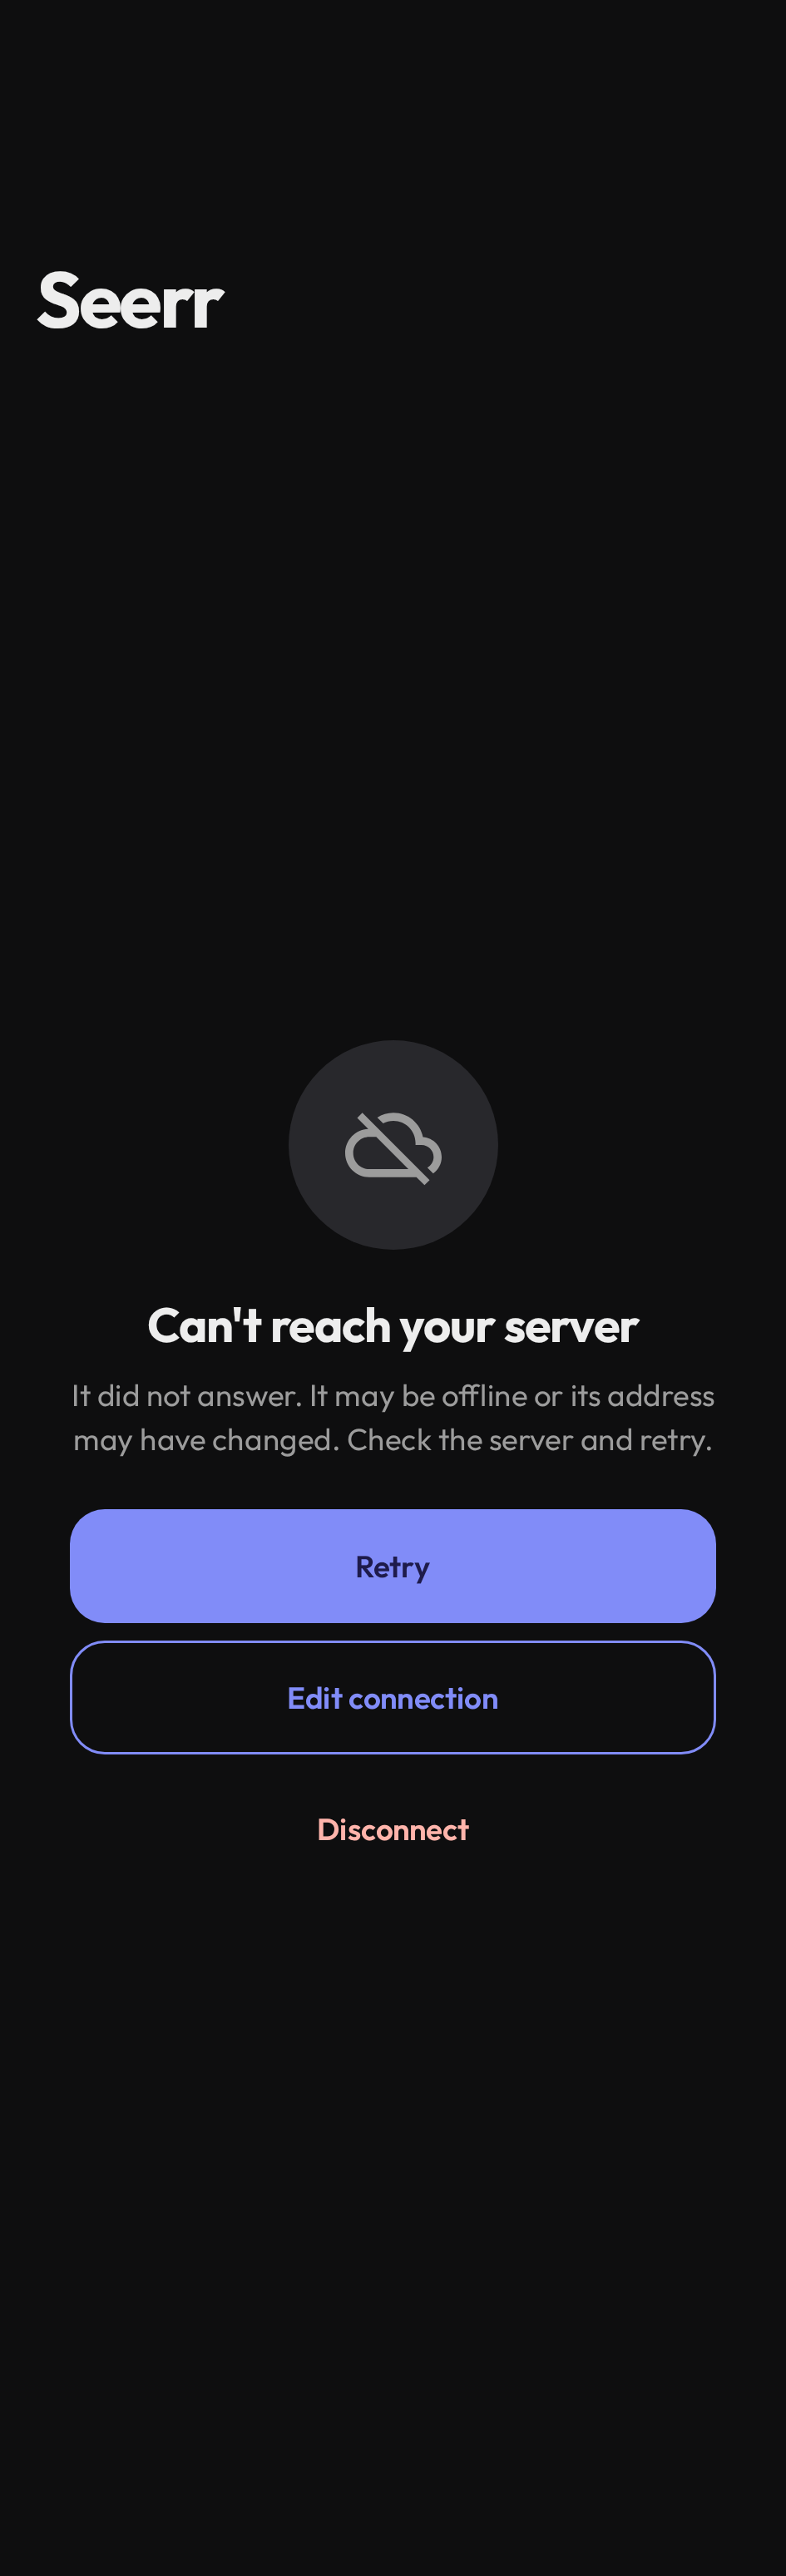 Seerr
Can't reach your server
It did not answer. It may be offline or its address
may have changed. Check the server and retry.
Retry
Edit connection
Disconnect